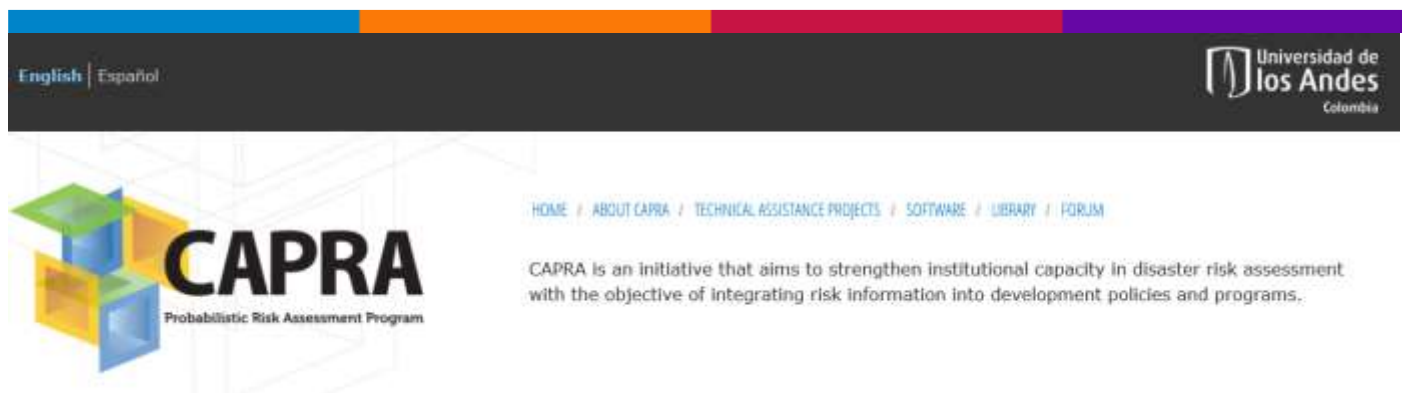 English | Español
Universidad de
los Andes
Colombia
CAPRA
Probabilistic Risk Assessment Program
HOME / ABOUT CAPRA / TECHNICAL ASSISTANCE PROJECTS / SOFTWARE / LIBRARY / FORUM
CAPRA is an initiative that aims to strengthen institutional capacity in disaster risk assessment
with the objective of integrating risk information into development policies and programs.